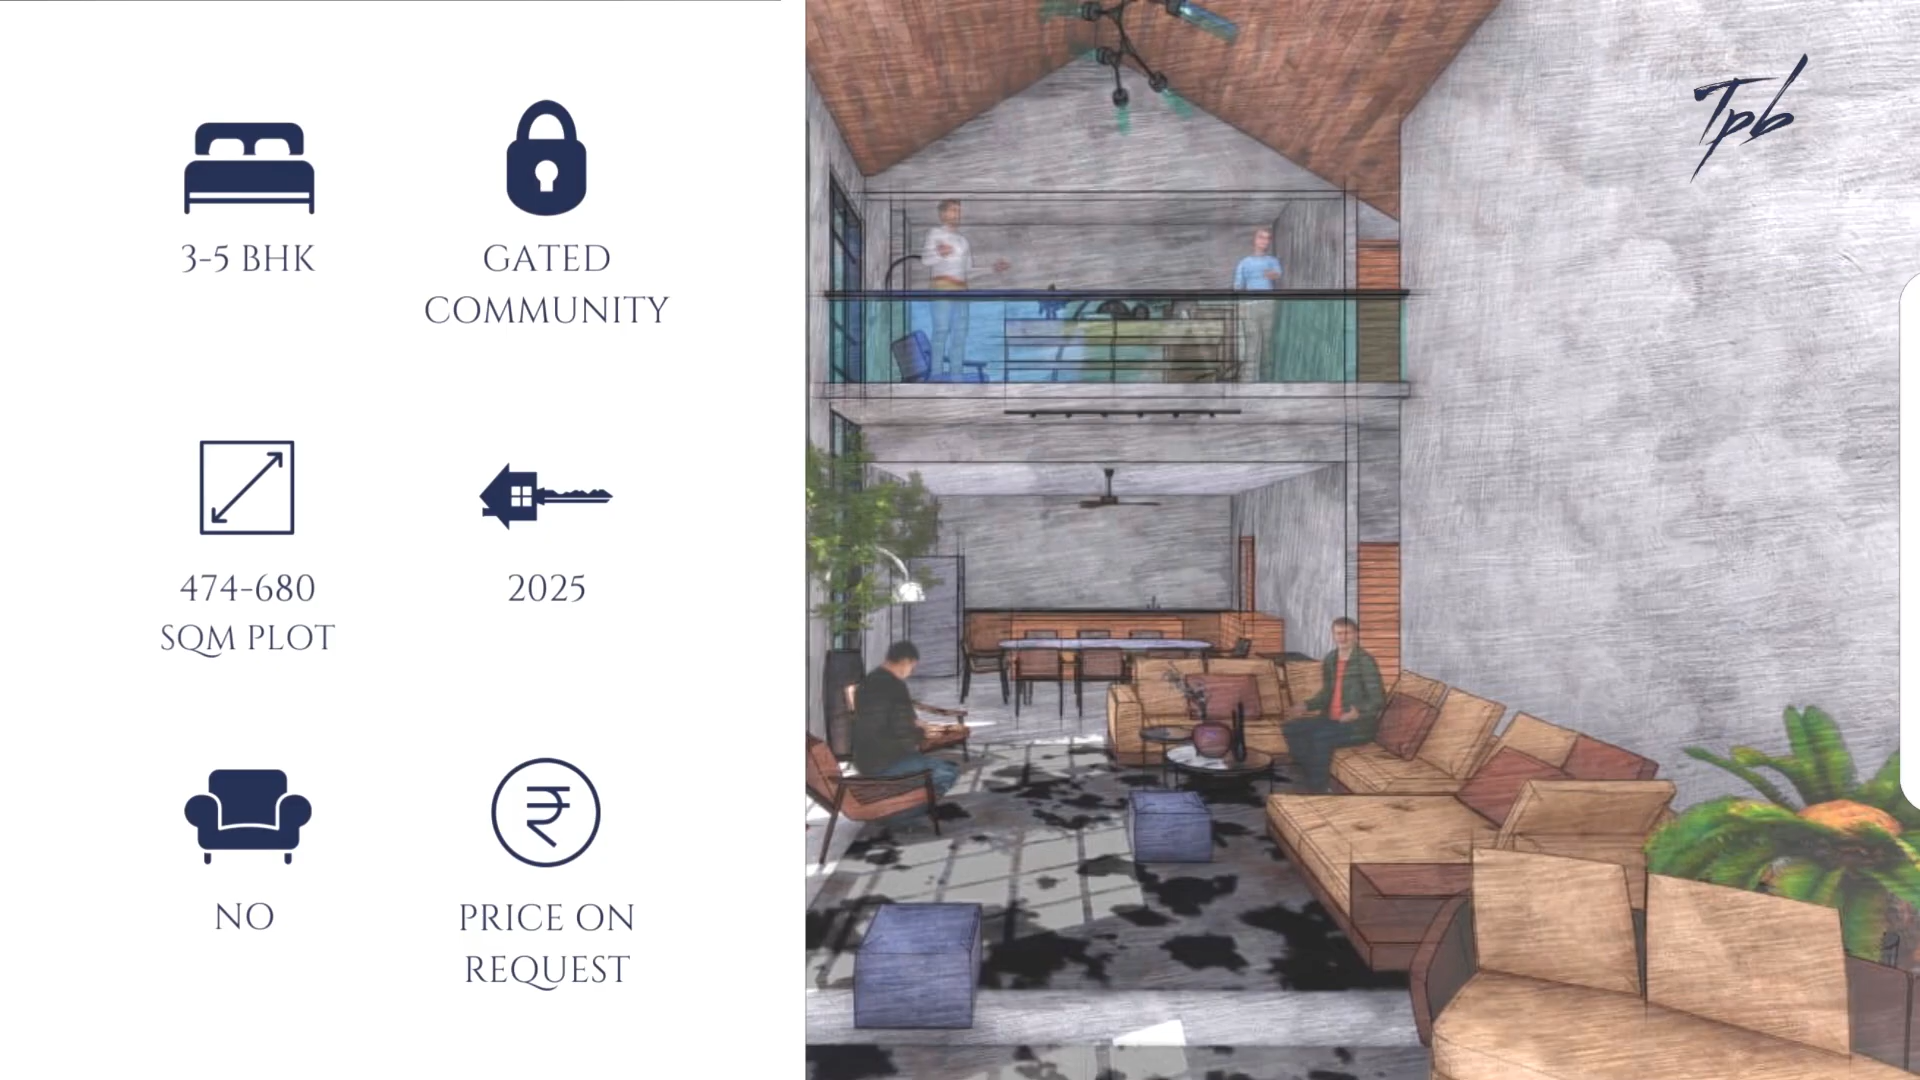 3-5 BHK
GATED
COMMUNITY
474-680
SQM PLOT
2025
NO
PRICE ON
REQUEST
Tpb